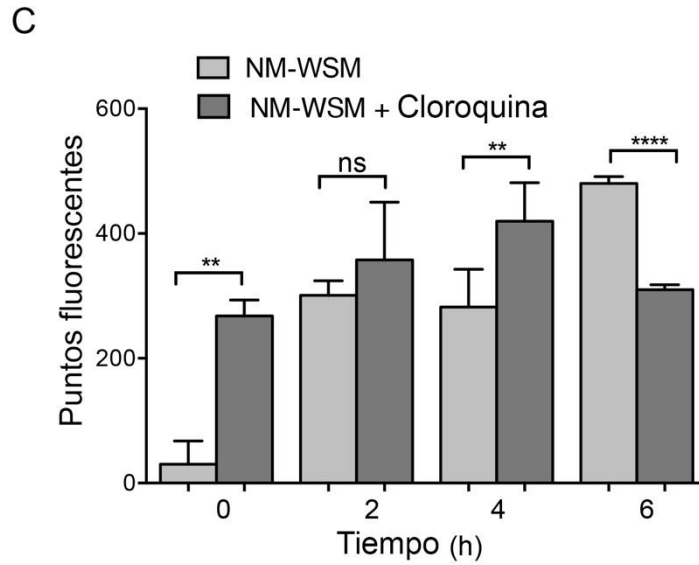 C
NM-WSM
NM-WSM + Cloroquina
Puntos fluorescentes
600
400
200
0
**
ns
**
****
0 2 4 6
Tiempo (h)